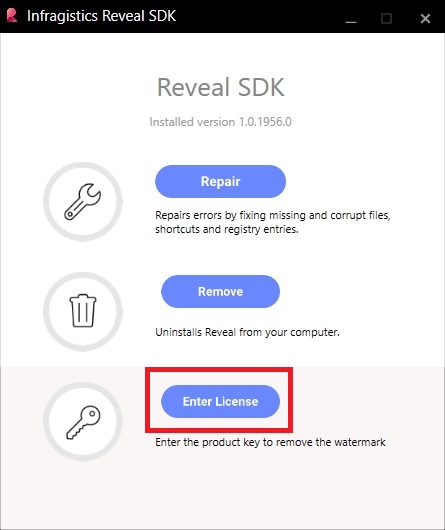 Infragistics Reveal SDK
Reveal SDK
Installed version 1.0.1956.0
Repair
Repairs errors by fixing missing and corrupt files,
shortcuts and registry entries.
Remove
Uninstalls Reveal from your computer.
Enter License
Enter the product key to remove the watermark